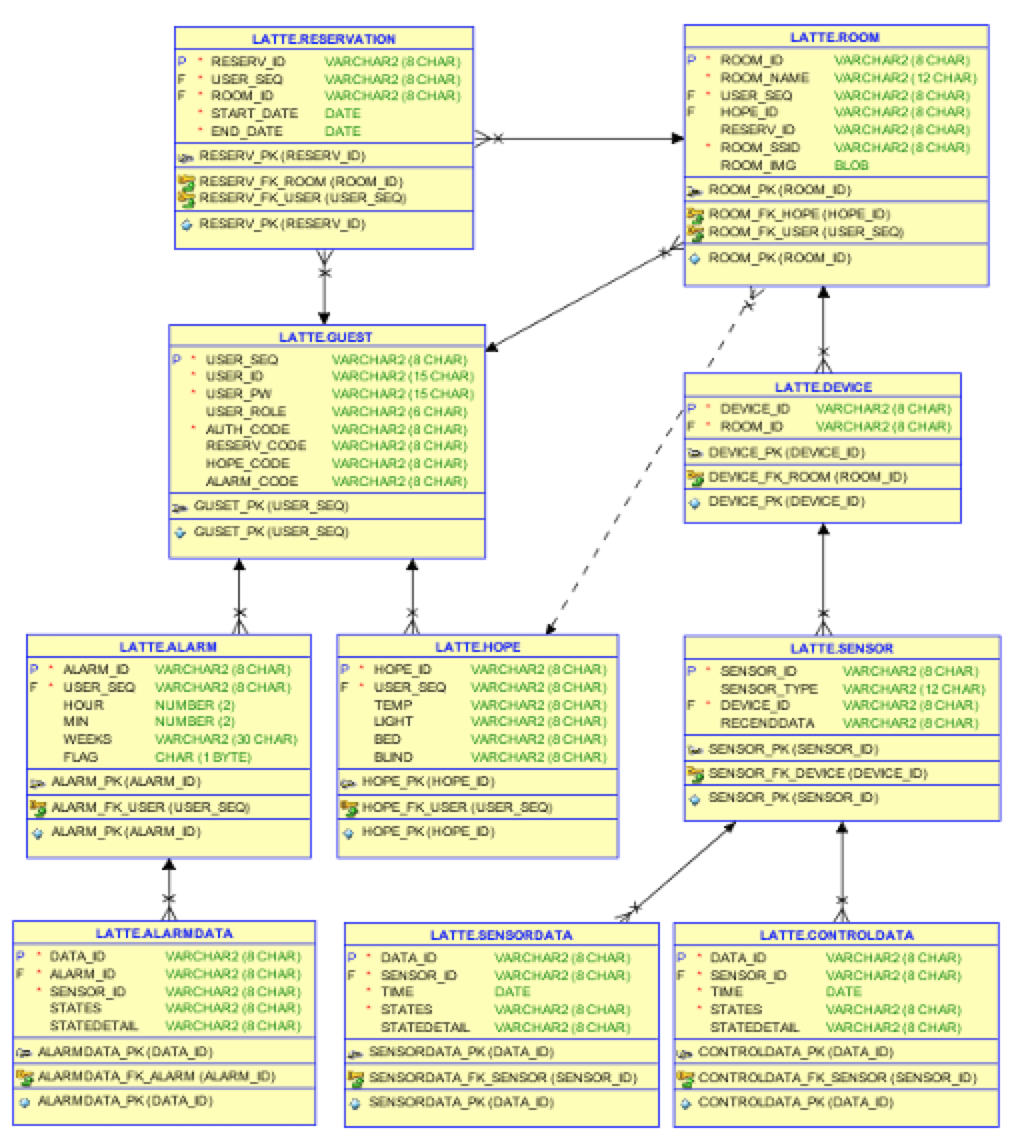 LATTE.RESERVATION
P * RESERV_ID VARCHAR2 (8 CHAR)
F * USER_SEQ VARCHAR2 (8 CHAR)
F * ROOM_ID VARCHAR2 (8 CHAR)
* START_DATE DATE
* END_DATE DATE
RESERV_PK (RESERV_ID)
RESERV_FK_ROOM (ROOM_ID)
RESERV_FK_USER (USER_SEQ)
RESERV_PK (RESERV_ID)
LATTE.ROOM
P * ROOM_ID VARCHAR2 (8 CHAR)
* ROOM_NAME VARCHAR2 (12 CHAR)
F * USER_SEQ VARCHAR2 (8 CHAR)
F HOPE_ID VARCHAR2 (8 CHAR)
RESERV_ID VARCHAR2 (8 CHAR)
* ROOM_SSID VARCHAR2 (8 CHAR)
ROOM_IMG BLOB
ROOM_PK (ROOM_ID)
ROOM_FK_HOPE (HOPE_ID)
ROOM_FK_USER (USER_SEQ)
ROOM_PK (ROOM_ID)
LATTE.GUEST
P * USER_SEQ VARCHAR2 (8 CHAR)
* USER_ID VARCHAR2 (15 CHAR)
* USER_PW VARCHAR2 (15 CHAR)
USER_ROLE VARCHAR2 (6 CHAR)
* AUTH_CODE VARCHAR2 (8 CHAR)
RESERV_CODE VARCHAR2 (8 CHAR)
HOPE_CODE VARCHAR2 (8 CHAR)
ALARM_CODE VARCHAR2 (8 CHAR)
GUSET_PK (USER_SEQ)
GUSET_PK (USER_SEQ)
LATTE.DEVICE
P * DEVICE_ID VARCHAR2 (8 CHAR)
F * ROOM_ID VARCHAR2 (8 CHAR)
DEVICE_PK (DEVICE_ID)
DEVICE_FK_ROOM (ROOM_ID)
DEVICE_PK (DEVICE_ID)
LATTE.ALARM
P * ALARM_ID VARCHAR2 (8 CHAR)
F * USER_SEQ VARCHAR2 (8 CHAR)
HOUR NUMBER (2)
MIN NUMBER (2)
WEEKS VARCHAR2 (30 CHAR)
FLAG CHAR (1 BYTE)
ALARM_PK (ALARM_ID)
ALARM_FK_USER (USER_SEQ)
ALARM_PK (ALARM_ID)
LATTE.HOPE
P * HOPE_ID VARCHAR2 (8 CHAR)
F * USER_SEQ VARCHAR2 (8 CHAR)
TEMP VARCHAR2 (8 CHAR)
LIGHT VARCHAR2 (8 CHAR)
BED VARCHAR2 (8 CHAR)
BLIND VARCHAR2 (8 CHAR)
HOPE_PK (HOPE_ID)
HOPE_FK_USER (USER_SEQ)
HOPE_PK (HOPE_ID)
LATTE.SENSOR
P * SENSOR_ID VARCHAR2 (8 CHAR)
SENSOR_TYPE VARCHAR2 (12 CHAR)
F * DEVICE_ID VARCHAR2 (8 CHAR)
RECENDDATA VARCHAR2 (8 CHAR)
SENSOR_PK (SENSOR_ID)
SENSOR_FK_DEVICE (DEVICE_ID)
SENSOR_PK (SENSOR_ID)
LATTE.ALARMDATA
P * DATA_ID VARCHAR2 (8 CHAR)
F * ALARM_ID VARCHAR2 (8 CHAR)
* SENSOR_ID VARCHAR2 (8 CHAR)
STATES VARCHAR2 (8 CHAR)
STATEDETAIL VARCHAR2 (8 CHAR)
ALARMDATA_PK (DATA_ID)
ALARMDATA_FK_ALARM (ALARM_ID)
ALARMDATA_PK (DATA_ID)
LATTE.SENSORDATA
P * DATA_ID VARCHAR2 (8 CHAR)
F * SENSOR_ID VARCHAR2 (8 CHAR)
* TIME DATE
* STATES VARCHAR2 (8 CHAR)
STATEDETAIL VARCHAR2 (8 CHAR)
SENSORDATA_PK (DATA_ID)
SENSORDATA_FK_SENSOR (SENSOR_ID)
SENSORDATA_PK (DATA_ID)
LATTE.CONTROLDATA
P * DATA_ID VARCHAR2 (8 CHAR)
F * SENSOR_ID VARCHAR2 (8 CHAR)
* TIME DATE
* STATES VARCHAR2 (8 CHAR)
STATEDETAIL VARCHAR2 (8 CHAR)
CONTROLDATA_PK (DATA_ID)
CONTROLDATA_FK_SENSOR (SENSOR_ID)
CONTROLDATA_PK (DATA_ID)